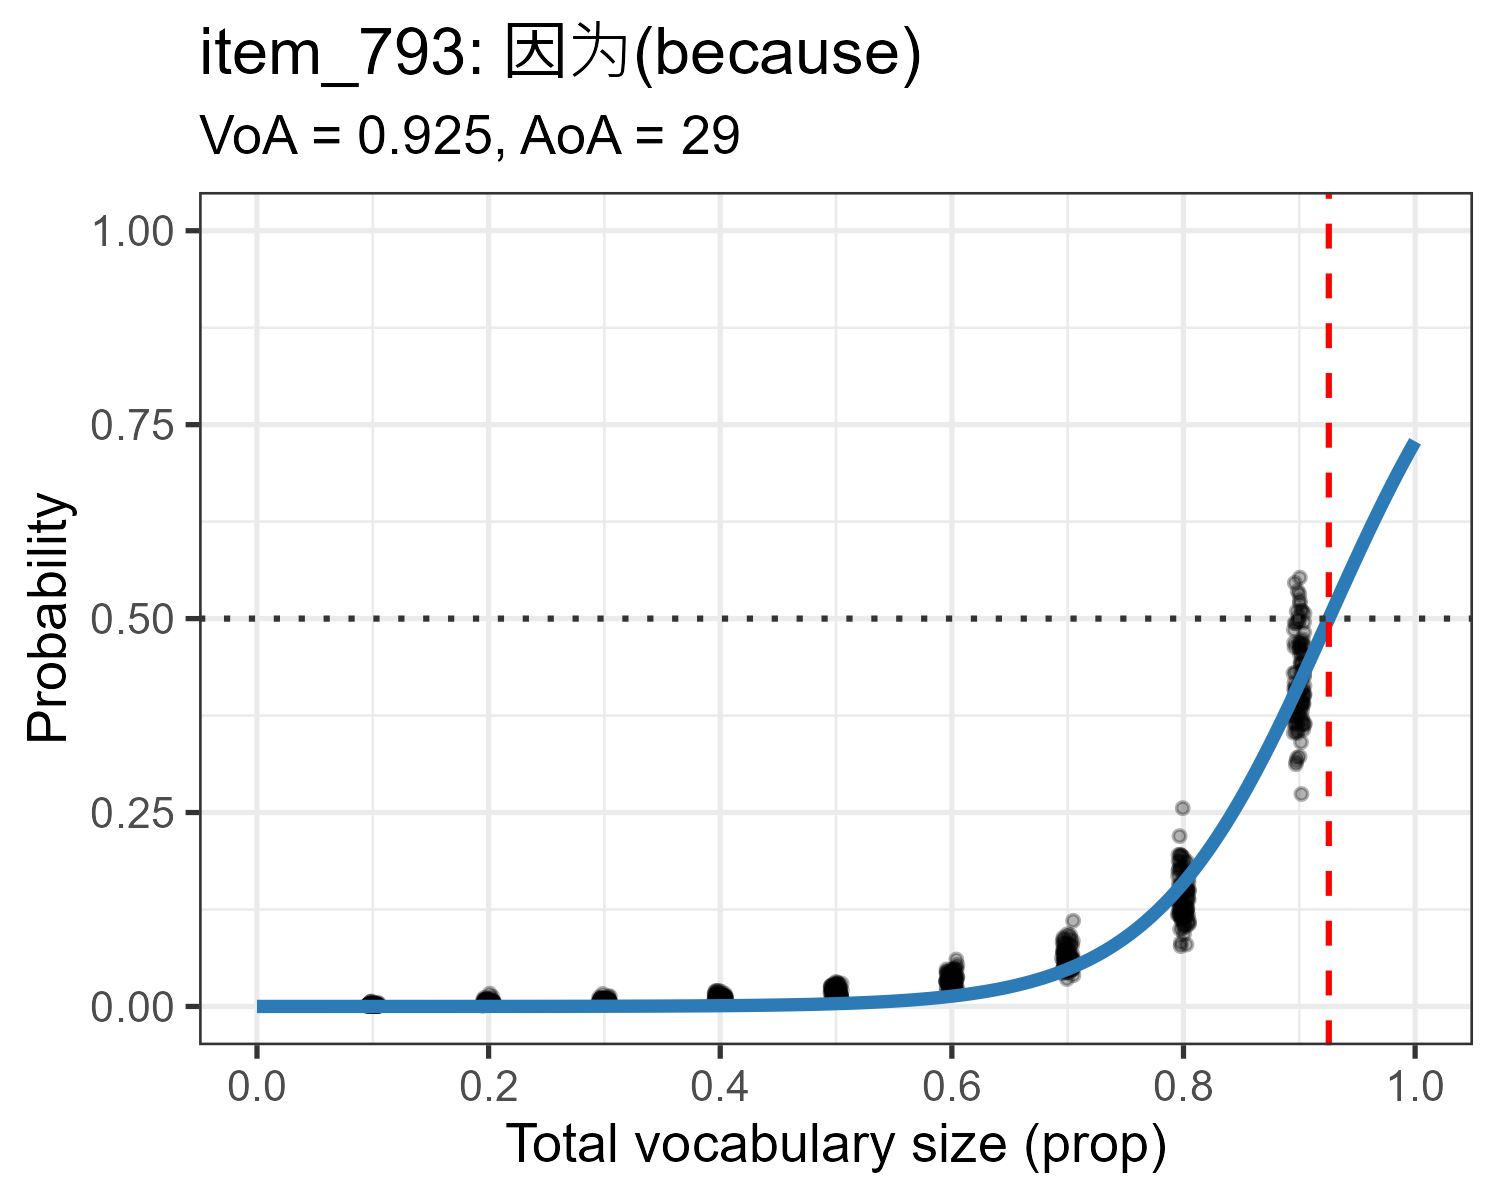 item_793: 因为(because)
VoA = 0.925, AoA = 29
1.00
0.75
0.50
0.25
0.00
Probability
0.0 0.2 0.4 0.6 0.8 1.0
Total vocabulary size (prop)